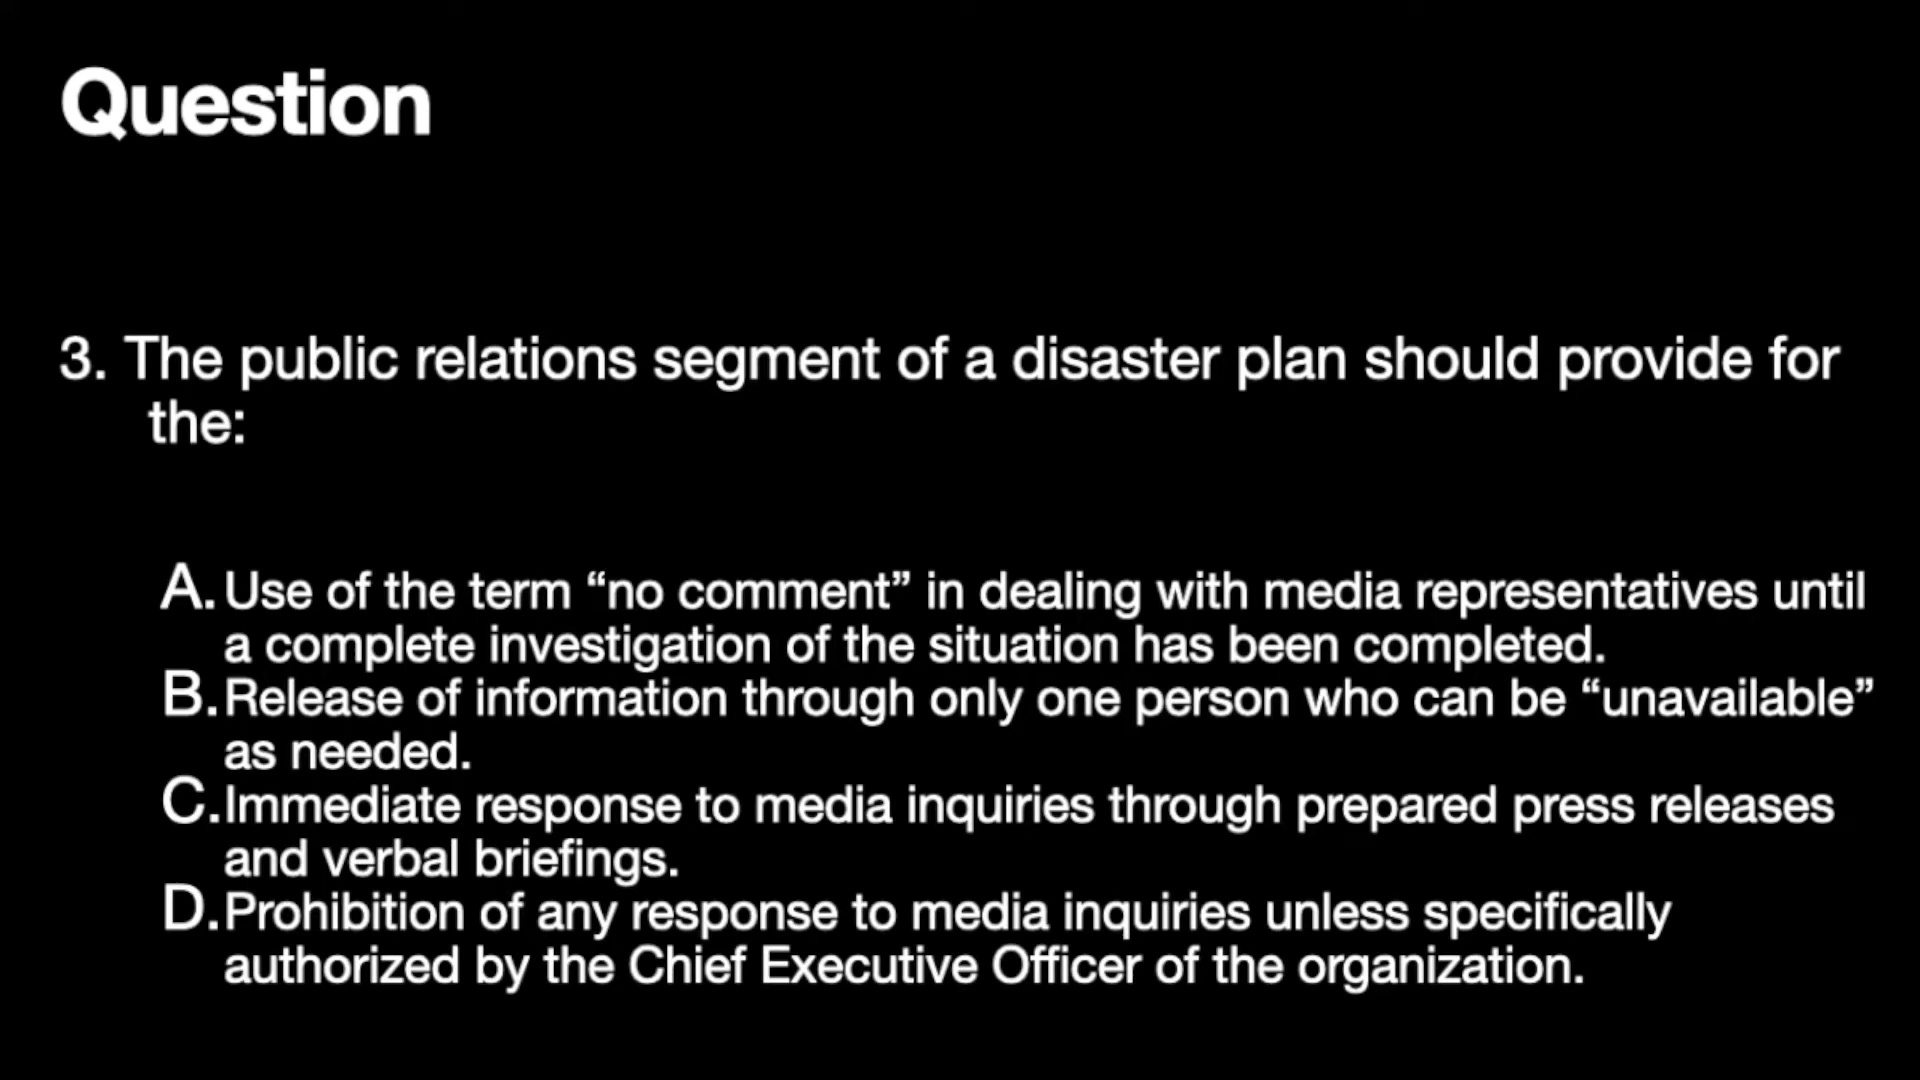 Question
3. The public relations segment of a disaster plan should provide for
the:
A. Use of the term “no comment” in dealing with media representatives until
a complete investigation of the situation has been completed.
B. Release of information through only one person who can be “unavailable”
as needed.
C. Immediate response to media inquiries through prepared press releases
and verbal briefings.
D. Prohibition of any response to media inquiries unless specifically
authorized by the Chief Executive Officer of the organization.